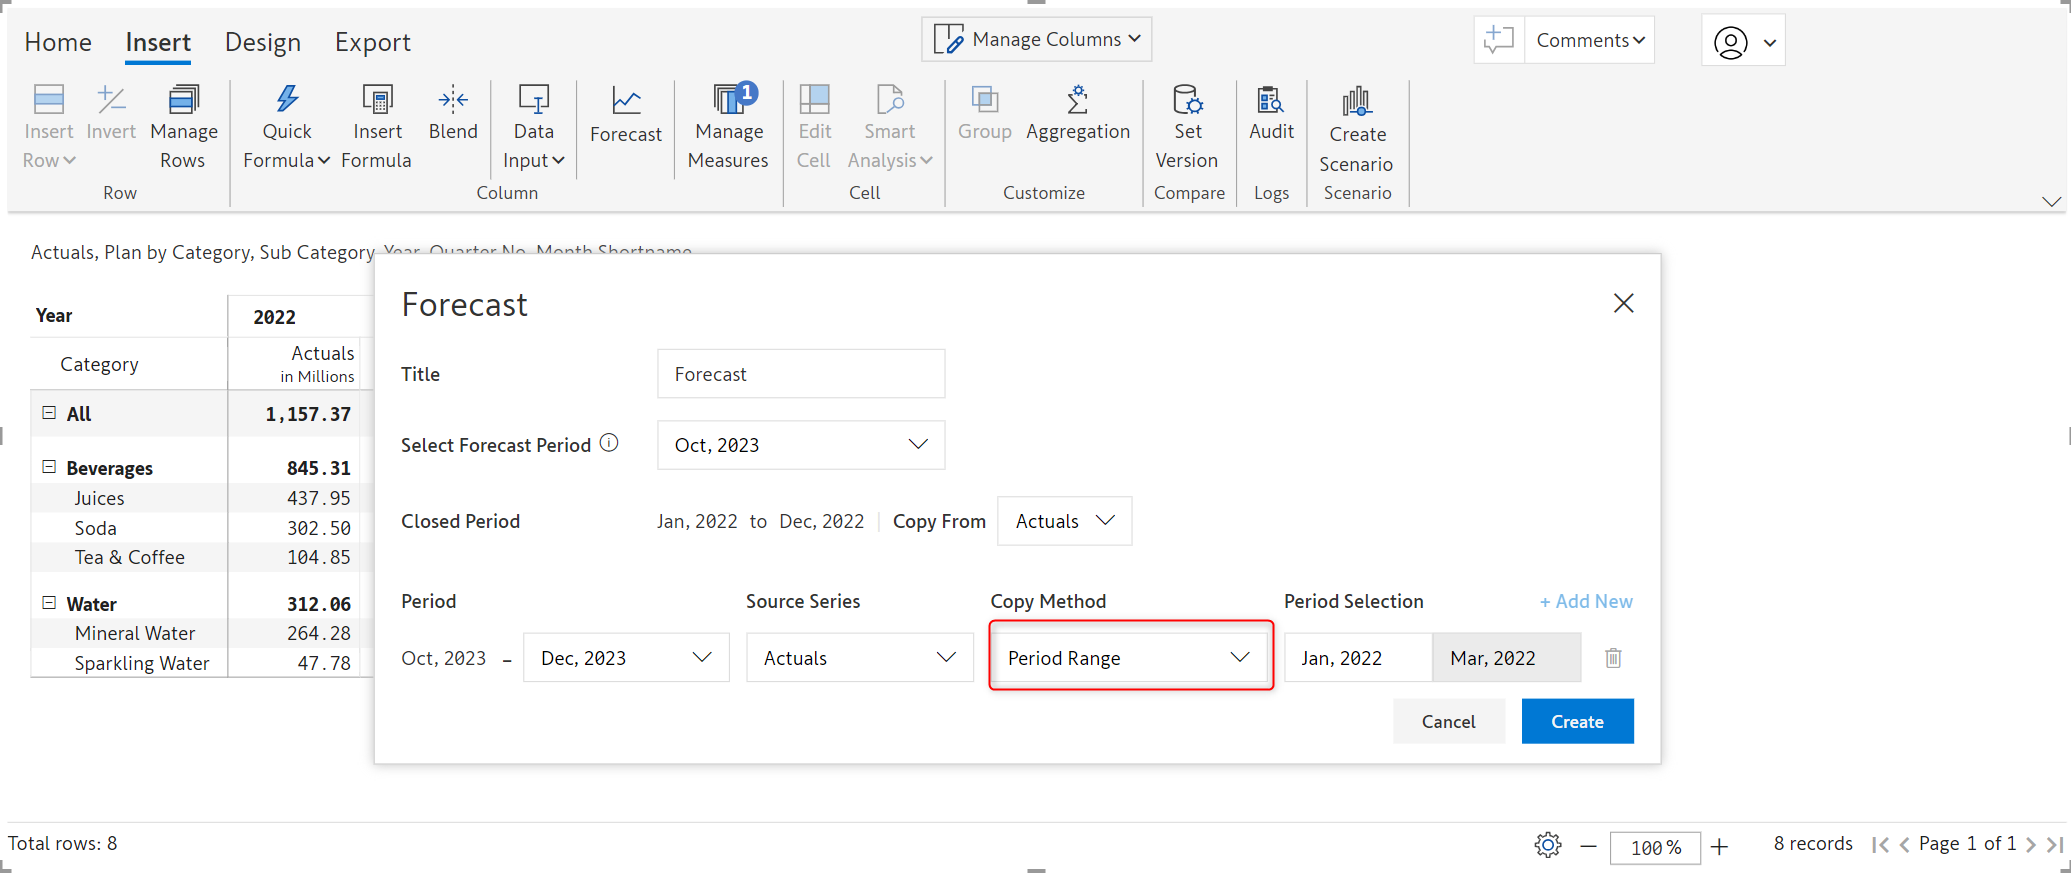 Home Insert Design Export
Manage Columns
Comments
Insert Row
Invert
Manage Rows
Row
Quick Formula
Insert Formula
Blend
Data Input
Column
Forecast
Manage Measures
1
Edit Cell
Smart Analysis
Cell
Group
Aggregation
Customize
Set Version
Compare
Audit
Logs
Create Scenario
Scenario
Actuals, Plan by Category, Sub Category, Year, Quarter No, Month Shortname
Year 2022
Category Actuals
in Millions
All 1,157.37
Beverages 845.31
Juices 437.95
Soda 302.50
Tea & Coffee 104.85
Water 312.06
Mineral Water 264.28
Sparkling Water 47.78
Forecast
Title Forecast
Select Forecast Period Oct, 2023
Closed Period Jan, 2022 to Dec, 2022 Copy From Actuals
Period Source Series Copy Method Period Selection + Add New
Oct, 2023 – Dec, 2023 Actuals Period Range Jan, 2022 Mar, 2022
Cancel Create
Total rows: 8
100 %
8 records
Page 1 of 1